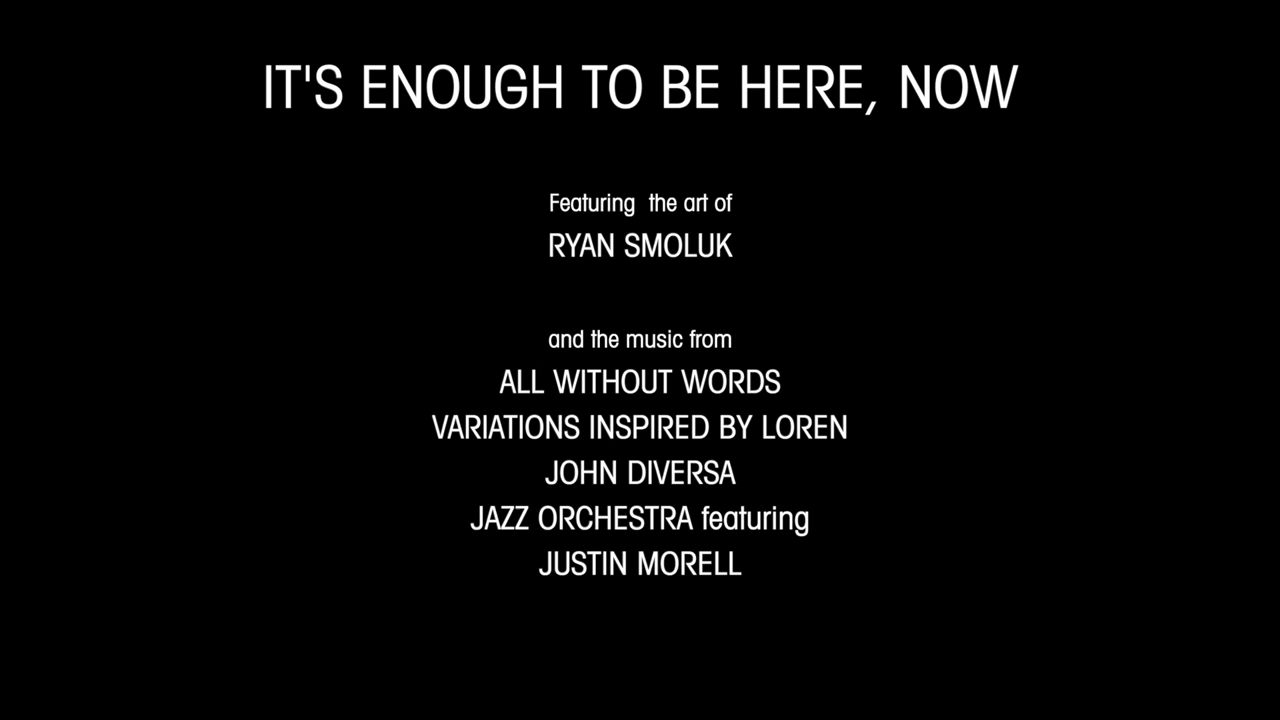 IT'S ENOUGH TO BE HERE, NOW
Featuring  the art of
RYAN SMOLUK
and the music from
ALL WITHOUT WORDS
VARIATIONS INSPIRED BY LOREN
JOHN DIVERSA
JAZZ ORCHESTRA featuring
JUSTIN MORELL